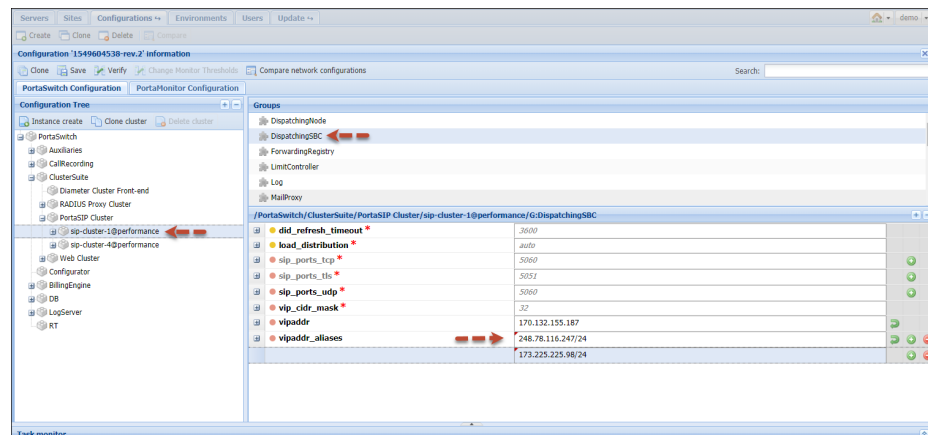 Servers Sites Configurations Environments Users Update demo
Create Clone Delete Compare
Configuration '1549604538-rev.2' information
Clone Save Verify Change Monitor Thresholds Compare network configurations Search:
PortaSwitch Configuration PortaMonitor Configuration
Configuration Tree
Groups
Instance create Clone cluster Delete cluster
DispatchingNode
DispatchingSBC
ForwardingRegistry
LimitController
Log
MailProxy
PortaSwitch
Auxiliaries
CallRecording
ClusterSuite
Diameter Cluster Front-end
RADIUS Proxy Cluster
PortaSIP Cluster
sip-cluster-1@performance
sip-cluster-4@performance
Web Cluster
Configurator
BillingEngine
DB
LogServer
RT
/PortaSwitch/ClusterSuite/PortaSIP Cluster/sip-cluster-1@performance/G:DispatchingSBC
did_refresh_timeout * 3600
load_distribution * auto
sip_ports_tcp * 5060
sip_ports_tls * 5051
sip_ports_udp * 5060
vip_cidr_mask * 32
vipaddr 170.132.155.187
vipaddr_aliases 248.78.116.247/24
173.225.225.98/24
Task monitor